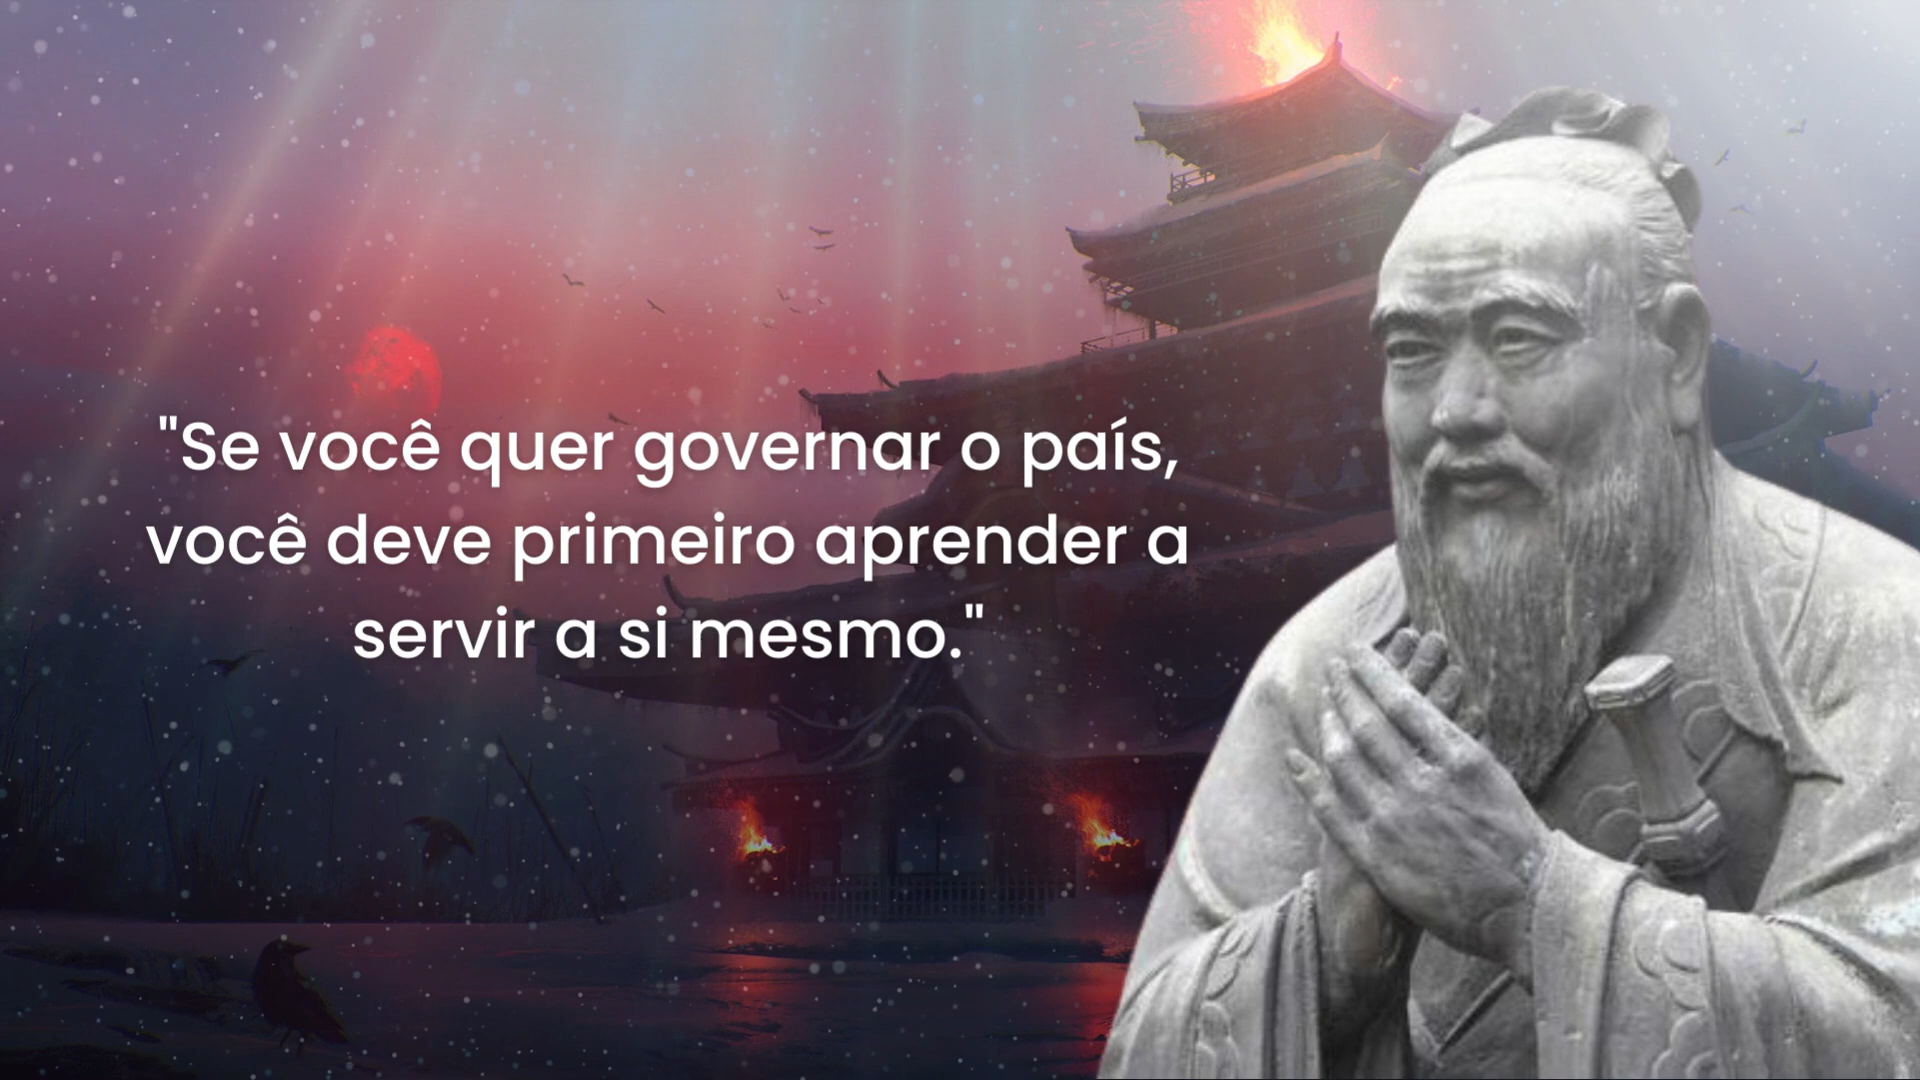 "Se você quer governar o país,
você deve primeiro aprender a
servir a si mesmo."